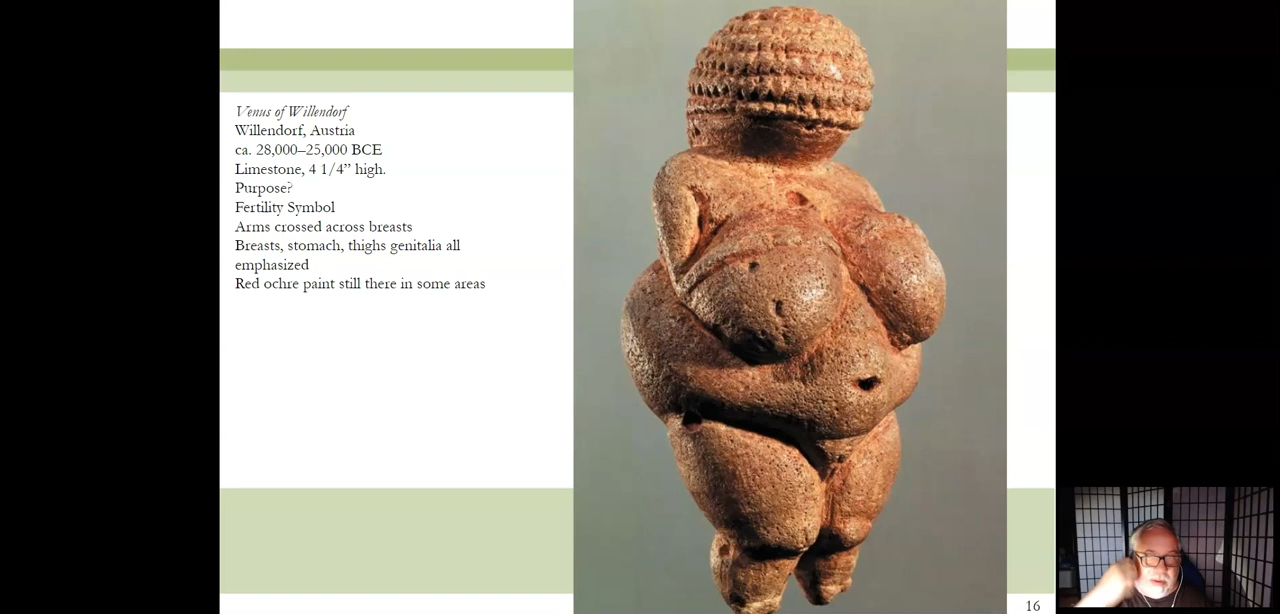 Venus of Willendorf
Willendorf, Austria
ca. 28,000–25,000 BCE
Limestone, 4 1/4” high.
Purpose?
Fertility Symbol
Arms crossed across breasts
Breasts, stomach, thighs genitalia all
emphasized
Red ochre paint still there in some areas
16